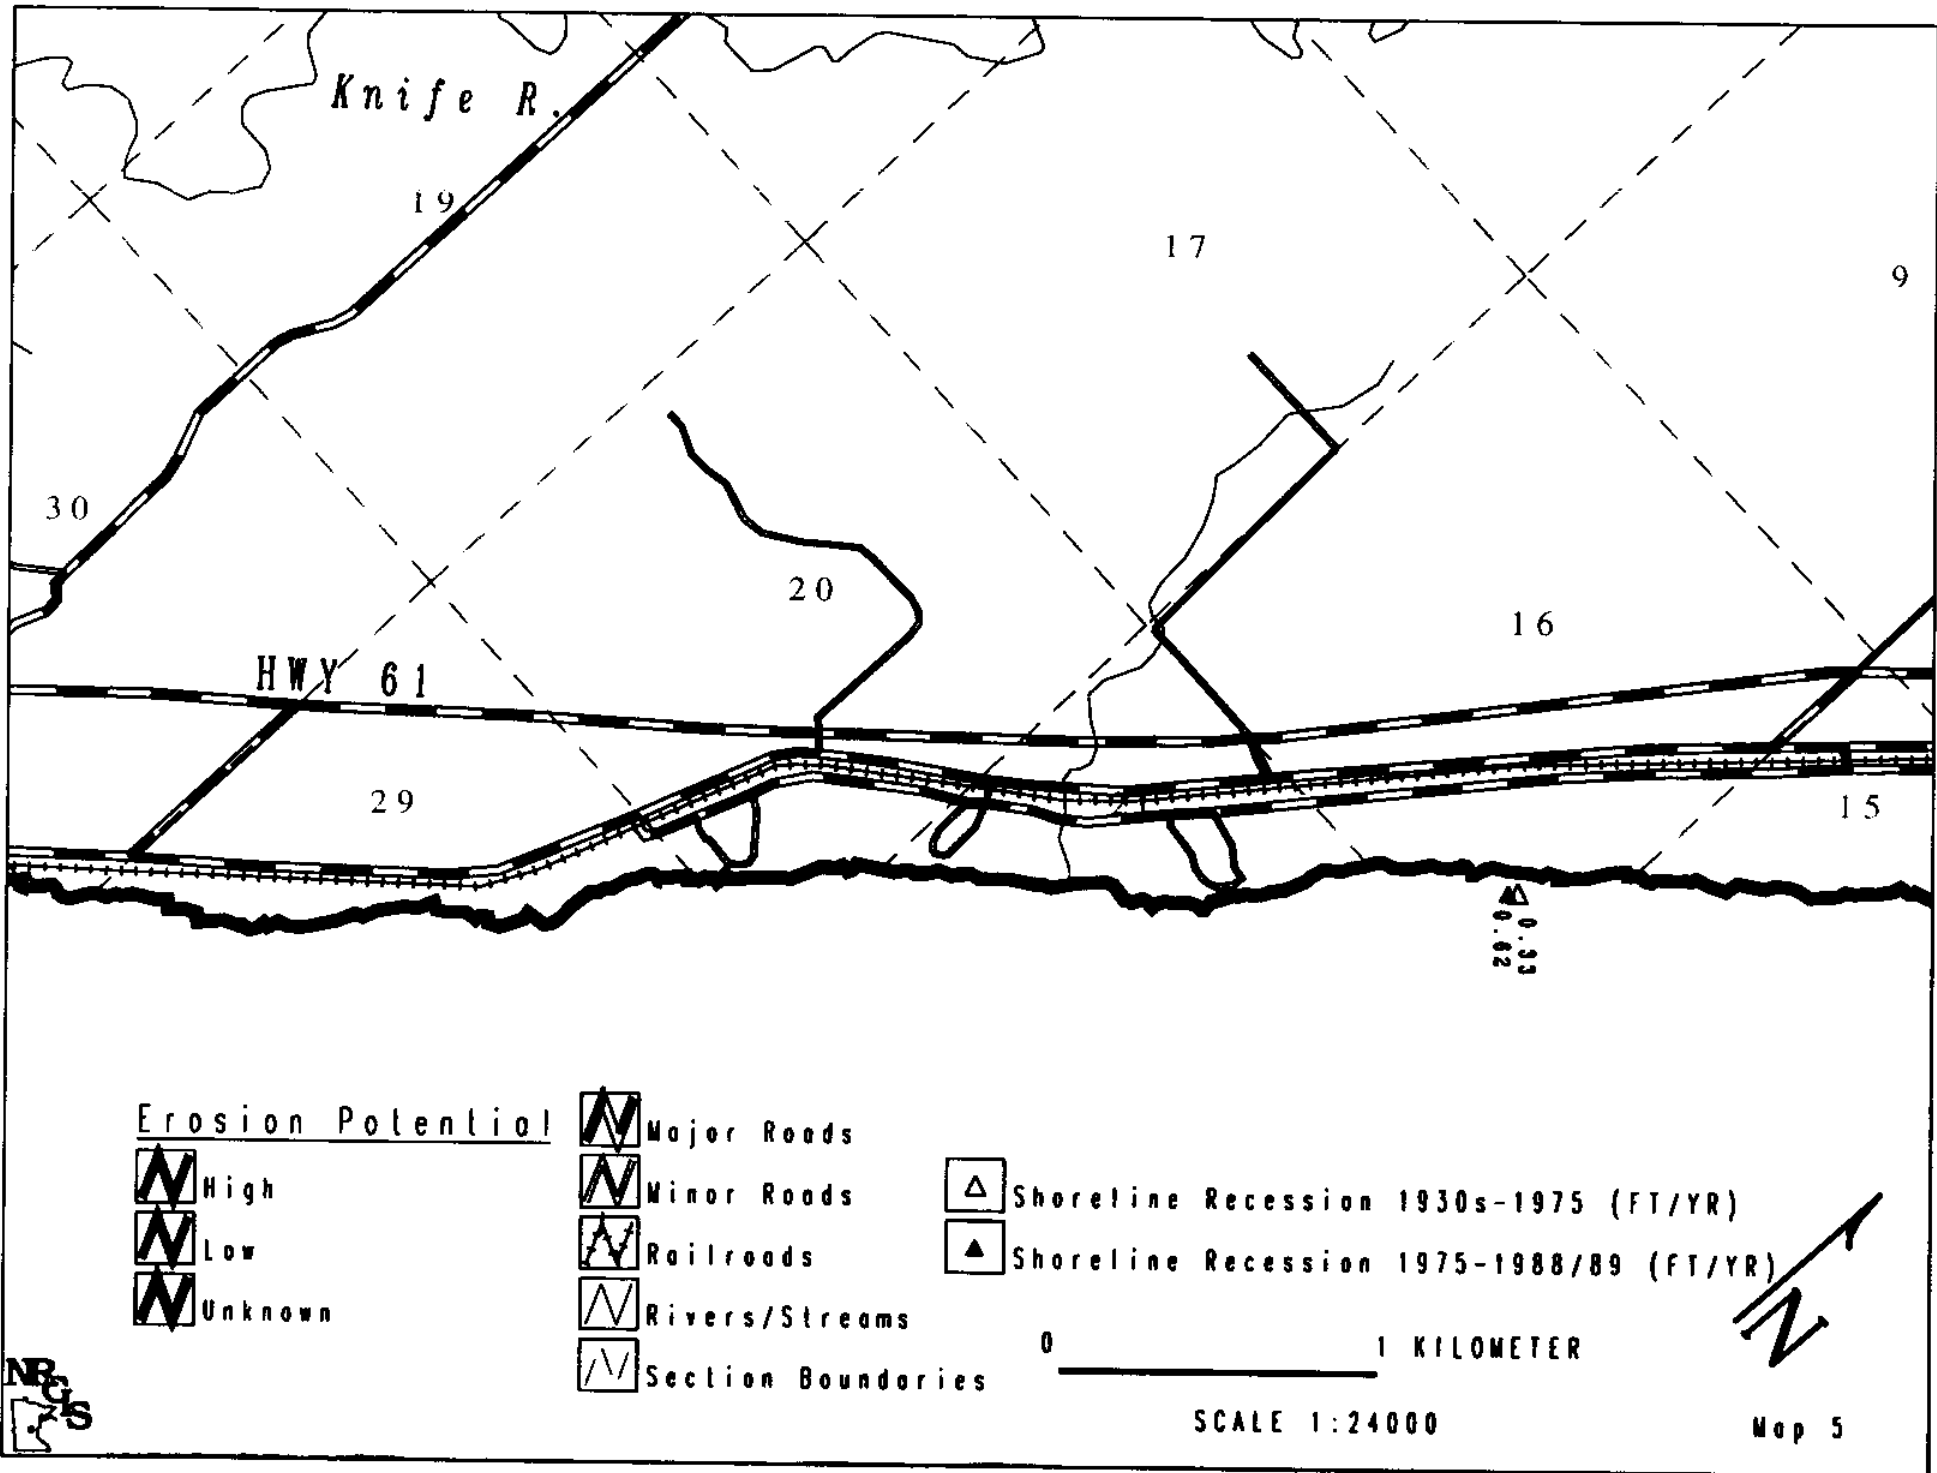 Knife R.
19
17
9
30
20
16
HWY 61
29
15
0.33
0.62
Erosion Potential
High
Low
Unknown
Major Roads
Minor Roads
Railroads
Rivers/Streams
Section Boundaries
Shoreline Recession 1930s-1975 (FT/YR)
Shoreline Recession 1975-1988/89 (FT/YR)
0 1 KILOMETER
SCALE 1:24000
N
Map 5
NRGIS